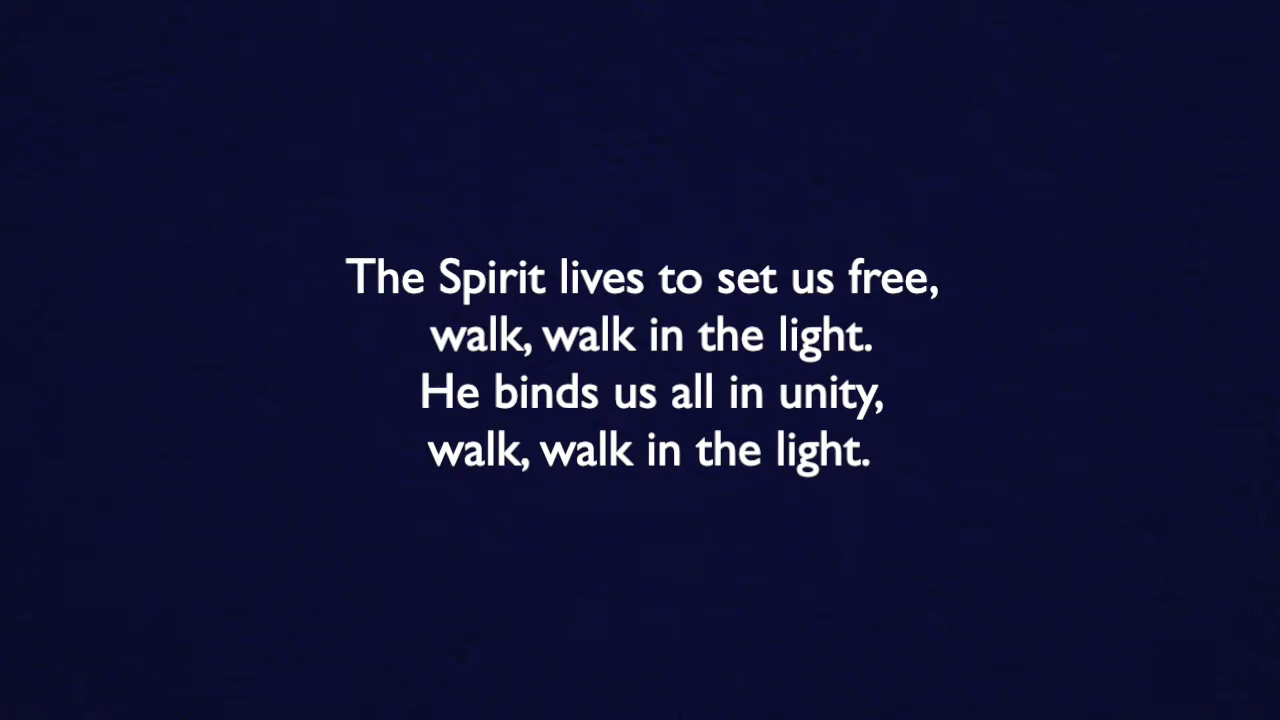 The Spirit lives to set us free,
walk, walk in the light.
He binds us all in unity,
walk, walk in the light.